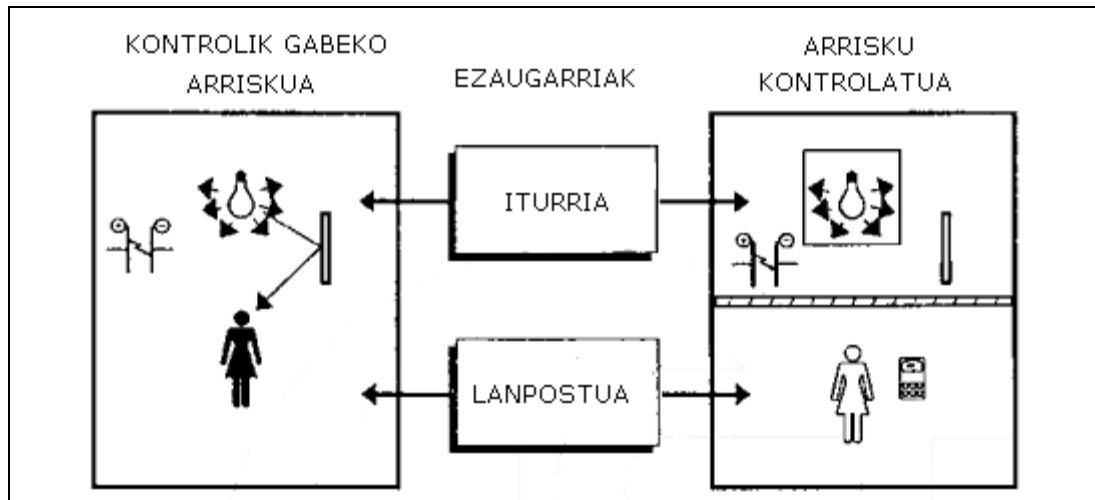 KONTROLIK GABEKO
ARRISKUA
EZAUGARRIAK
ARRISKU
KONTROLATUA
ITURRIA
LANPOSTUA